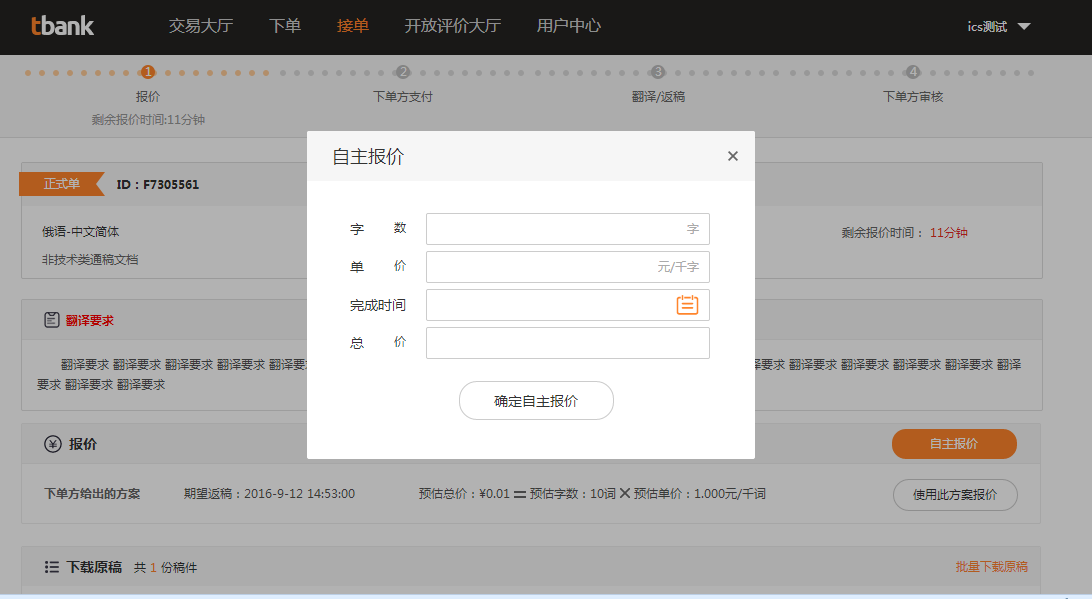 tbank 交易大厅 下单 接单 开放评价大厅 用户中心 ics测试
1 2 3 4
报价 下单方支付 翻译/返稿 下单方审核
剩余报价时间:11分钟
自主报价 ×
正式单 ID：F7305561
字 数 字
俄语-中文简体 剩余报价时间： 11分钟
非技术类通稿文档
单 价 元/千字
完成时间
翻译要求
总 价
翻译要求 翻译要求 翻译要求 翻译要求 翻译要 译要求 翻译要求 翻译要求 翻译要求 翻译要求 翻译
要求 翻译要求 翻译要求
确定自主报价
¥ 报价 自主报价
下单方给出的方案 期望返稿：2016-9-12 14:53:00 预估总价：¥0.01 = 预估字数：10词 × 预估单价：1.000元/千词 使用此方案报价
下载原稿 共 1 份稿件 批量下载原稿